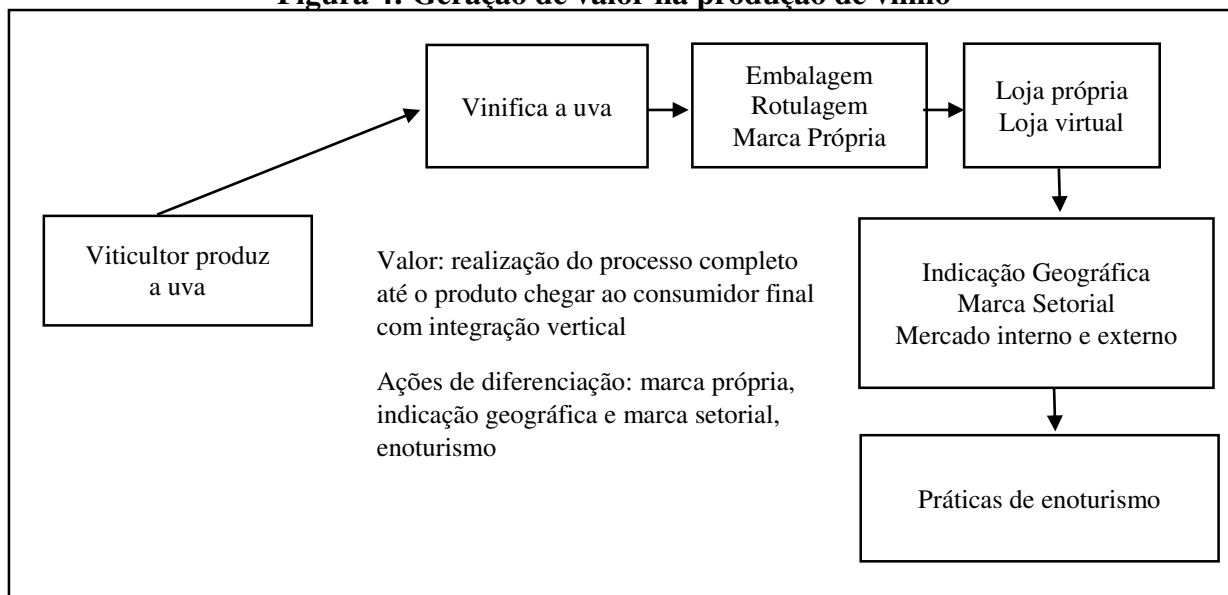 Figura 4: Geração de valor na produção de vinho
Viticultor produz
a uva
Vinifica a uva
Embalagem
Rotulagem
Marca Própria
Loja própria
Loja virtual
Indicação Geográfica
Marca Setorial
Mercado interno e externo
Práticas de enoturismo
Valor: realização do processo completo
até o produto chegar ao consumidor final
com integração vertical
Ações de diferenciação: marca própria,
indicação geográfica e marca setorial,
enoturismo